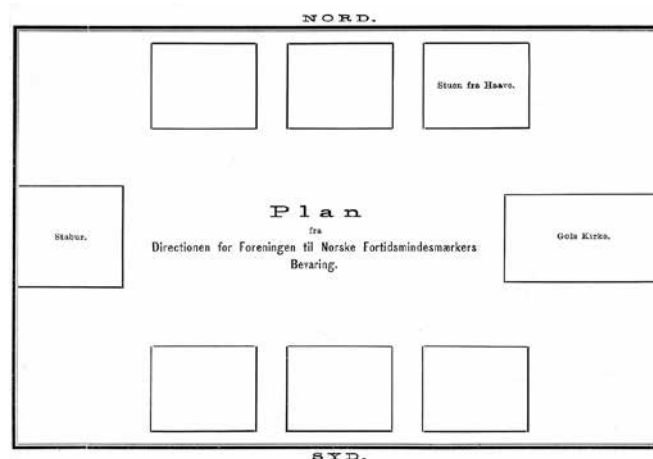 NORD.
Stuen fra Haave.
Stabur.
Plan
fra
Directionen for Foreningen til Norske Fortidsmindesmærkers
Bevaring.
Gols Kirke.
SYD.